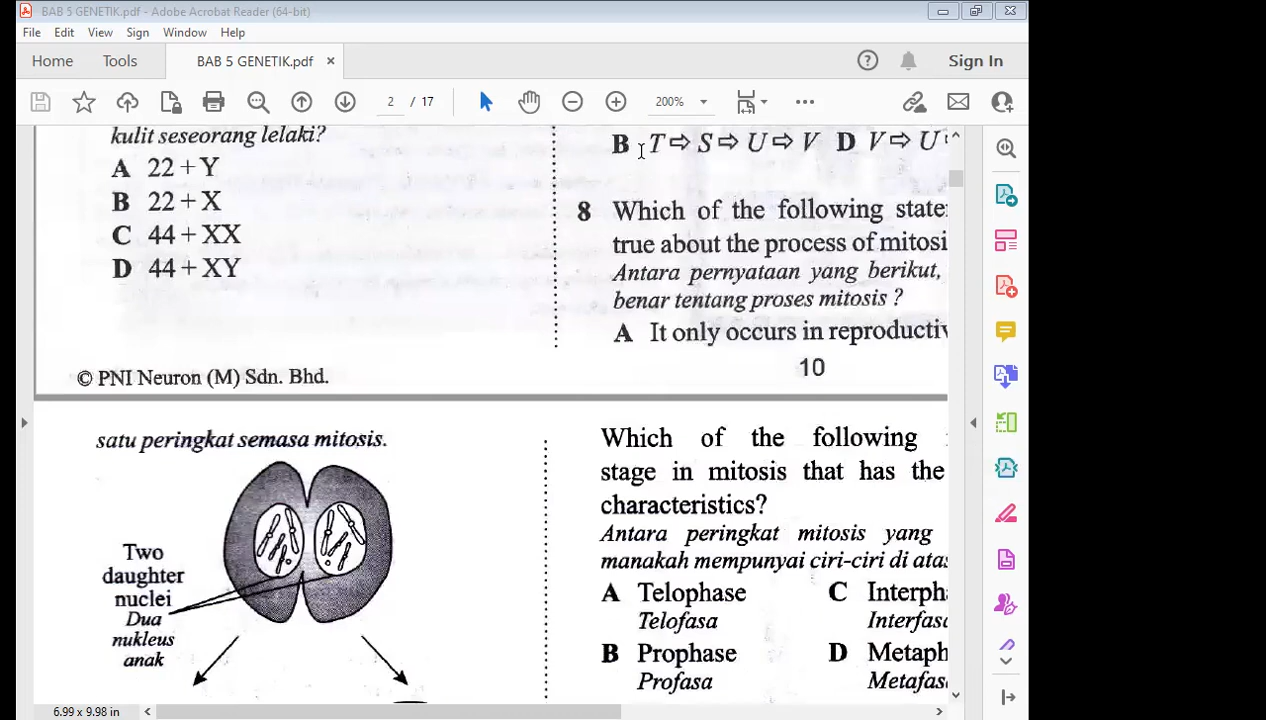 BAB 5 GENETIK.pdf - Adobe Acrobat Reader (64-bit)
File Edit View Sign Window Help
Home Tools BAB 5 GENETIK.pdf × Sign In
2 / 17 200%
kulit seseorang lelaki?
A 22 + Y
B 22 + X
C 44 + XX
D 44 + XY
© PNI Neuron (M) Sdn. Bhd.
B T ⇨ S ⇨ U ⇨ V D V ⇨ U
8 Which of the following state
true about the process of mitosi
Antara pernyataan yang berikut,
benar tentang proses mitosis ?
A It only occurs in reproducti
10
satu peringkat semasa mitosis.
Two
daughter
nuclei
Dua
nukleus
anak
Which of the following
stage in mitosis that has the
characteristics?
Antara peringkat mitosis yang
manakah mempunyai ciri-ciri di atas
A Telophase C Interph
Telofasa Interfas
B Prophase D Metaph
Profasa Metafas
6.99 x 9.98 in